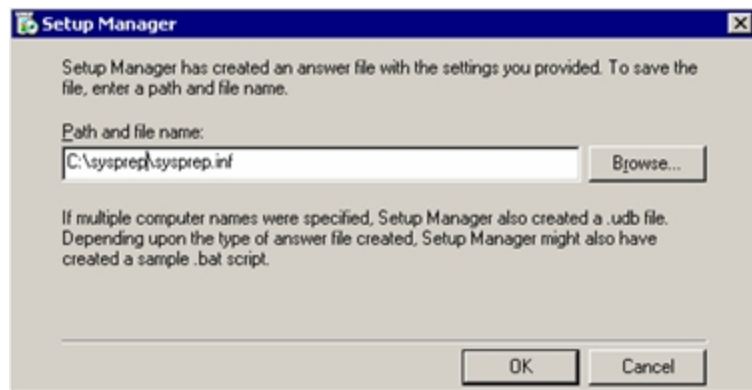 Setup Manager
Setup Manager has created an answer file with the settings you provided. To save the
file, enter a path and file name.
Path and file name:
C:\sysprep\sysprep.inf
Browse...
If multiple computer names were specified, Setup Manager also created a .udb file.
Depending upon the type of answer file created, Setup Manager might also have
created a sample .bat script.
OK
Cancel